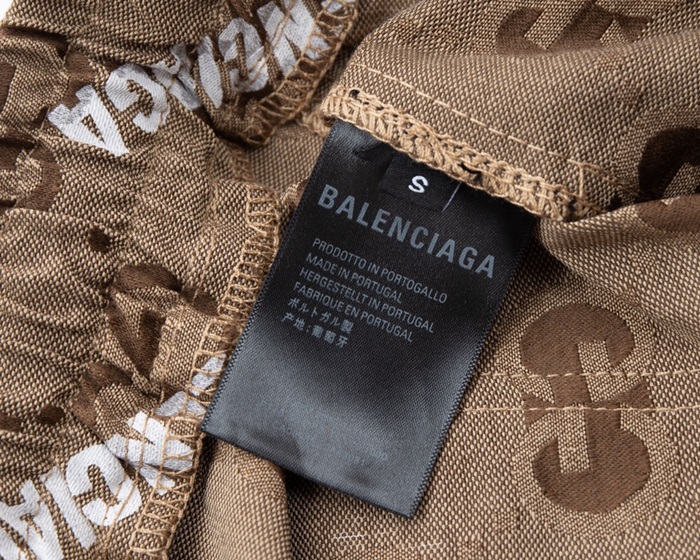 S
BALENCIAGA
PRODOTTO IN PORTOGALLO
MADE IN PORTUGAL
HERGESTELLT IN PORTUGAL
FABRIQUE EN PORTUGAL
ポルトガル製
产地:葡萄牙